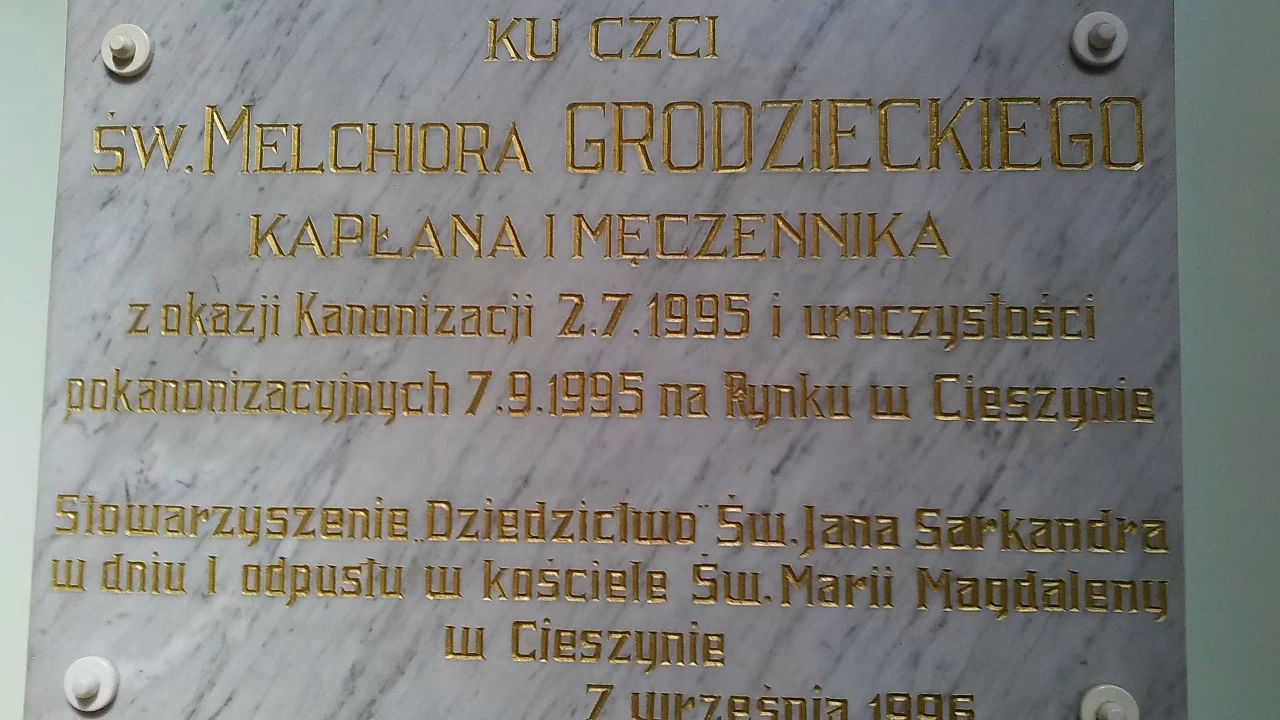 KU CZCI
ŚW. MELCHIORA GRODZIECKIEGO
KAPŁANA I MĘCZENNIKA
z okazji Kanonizacji 2.7.1995 i uroczystości
pokanonizacyjnych 7.9.1995 na Rynku w Cieszynie
Stowarzyszenie „Dziedzictwo" Św. Jana Sarkandra
w dniu I odpustu w kościele Św. Marii Magdaleny
w Cieszynie
7 września 1996